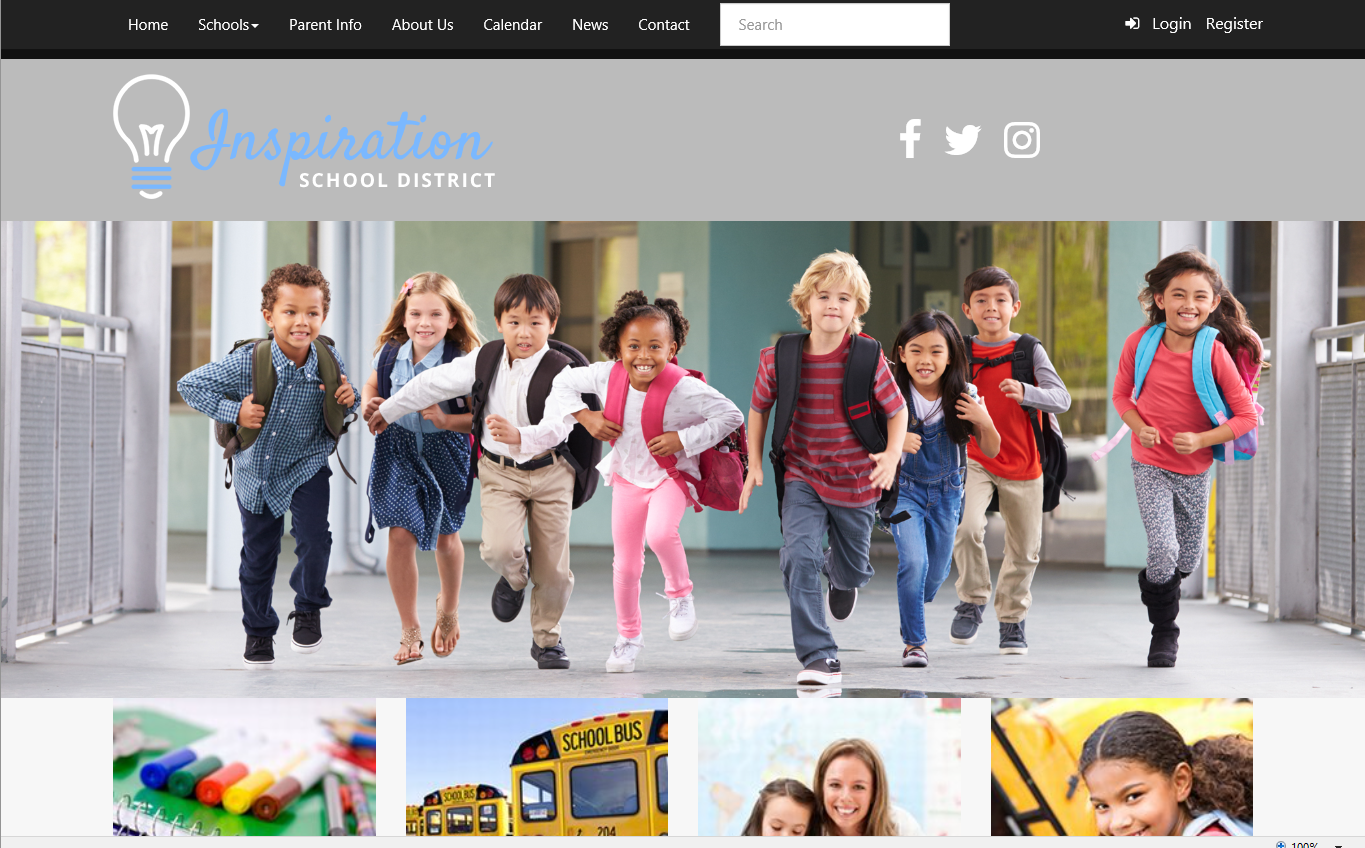 Home Schools Parent Info About Us Calendar News Contact Search Login Register
Inspiration
SCHOOL DISTRICT
SCHOOL BUS
SCHOOL BUS
204
100%